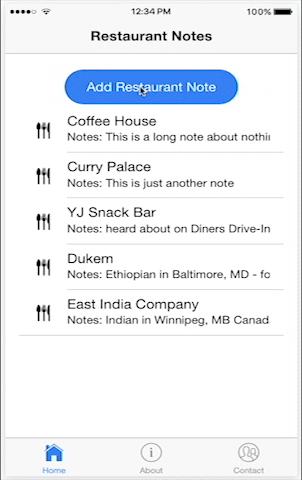 12:34 PM
100%
Restaurant Notes
Add Restaurant Note
Coffee House
Notes: This is a long note about nothin
Curry Palace
Notes: This is just another note
YJ Snack Bar
Notes: heard about on Diners Drive-In
Dukem
Notes: Ethiopian in Baltimore, MD - fo
East India Company
Notes: Indian in Winnipeg, MB Canad
Home
About
Contact